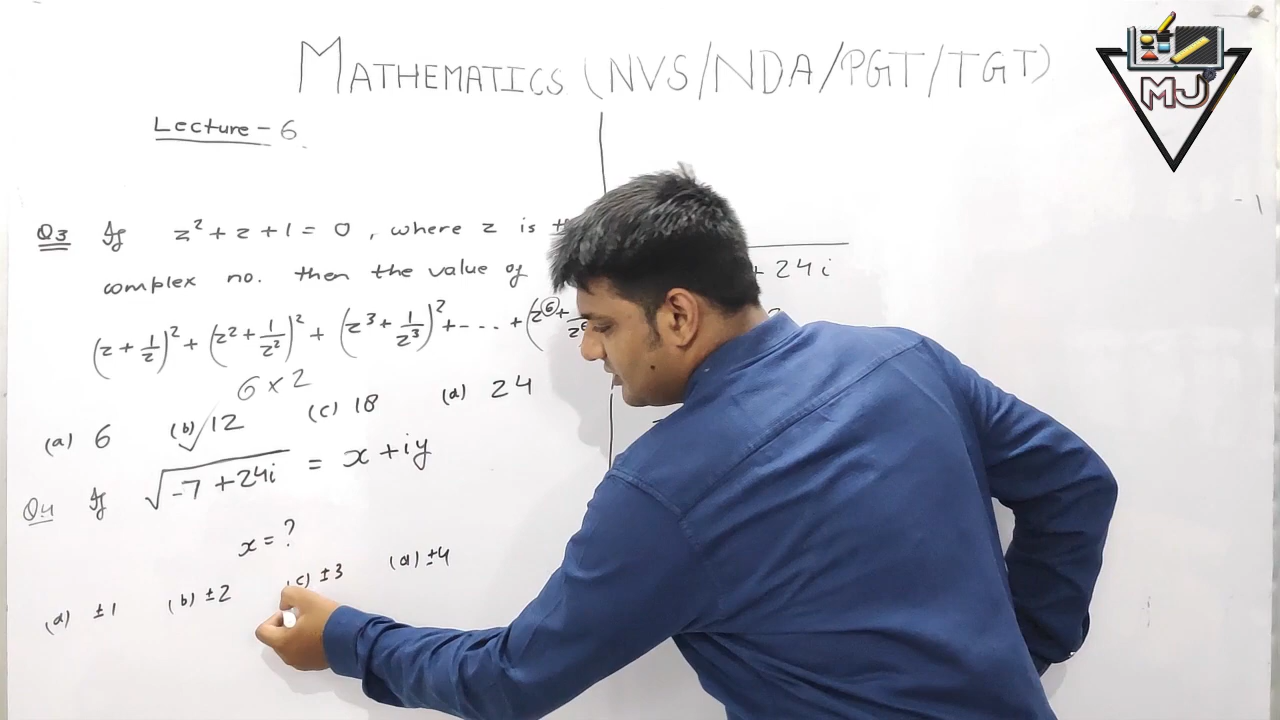 MATHEMATICS (NVS/NDA/PGT/TGT)
MJ
Lecture - 6
Q3 If z² + z + 1 = 0, where z is
complex no. then the value of
(z + 1/z)² + (z² + 1/z²)² + (z³ + 1/z³)² + - - - - + (z⁶ +
6 × 2
(a) 6 (b) 12 (c) 18 (d) 24
Q4 If √-7 + 24i = x + iy
x = ?
(a) ±1 (b) ±2 (c) ±3 (d) ±4
+ 24i
- 1